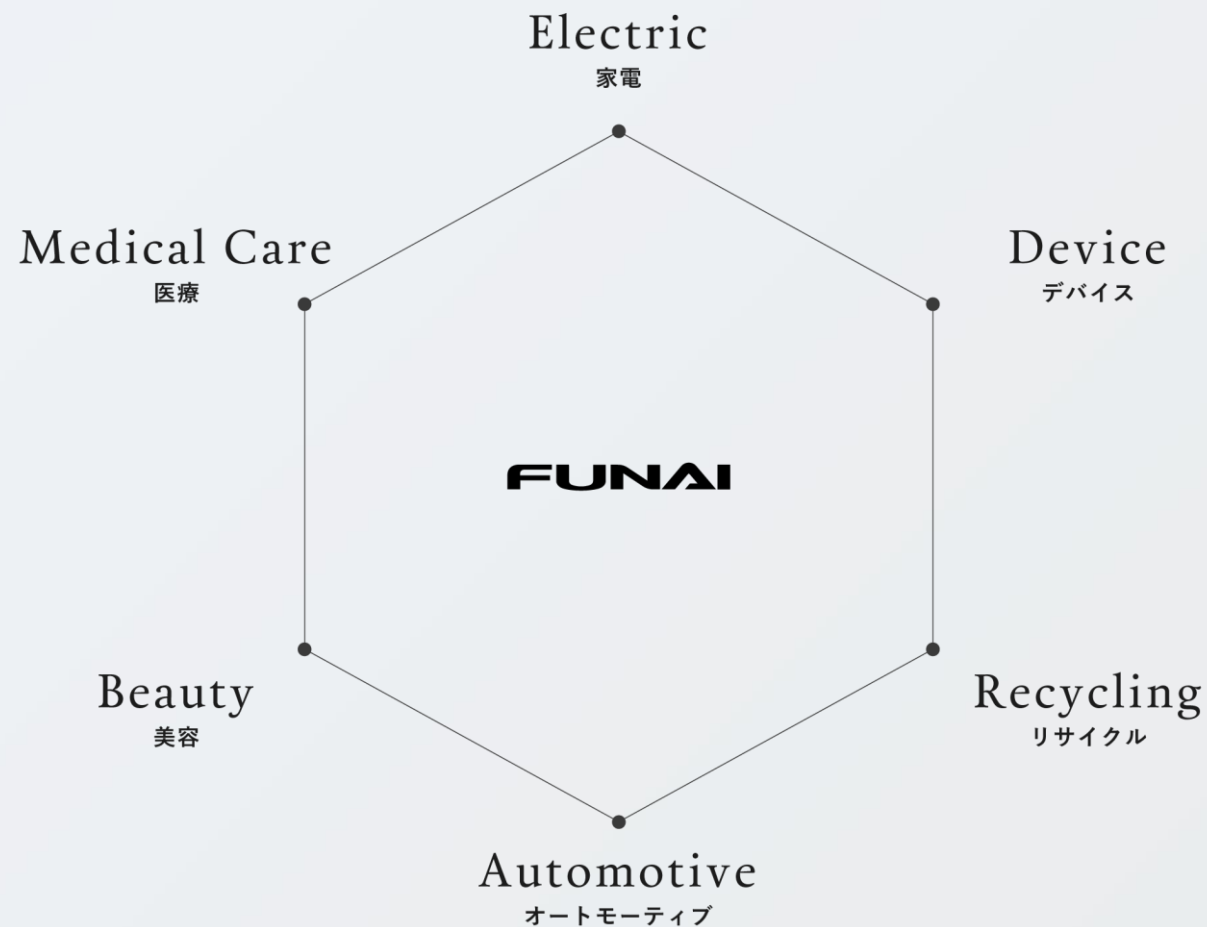 Electric
家電
Medical Care
医療
Device
デバイス
FUNAI
Beauty
美容
Recycling
リサイクル
Automotive
オートモーティブ